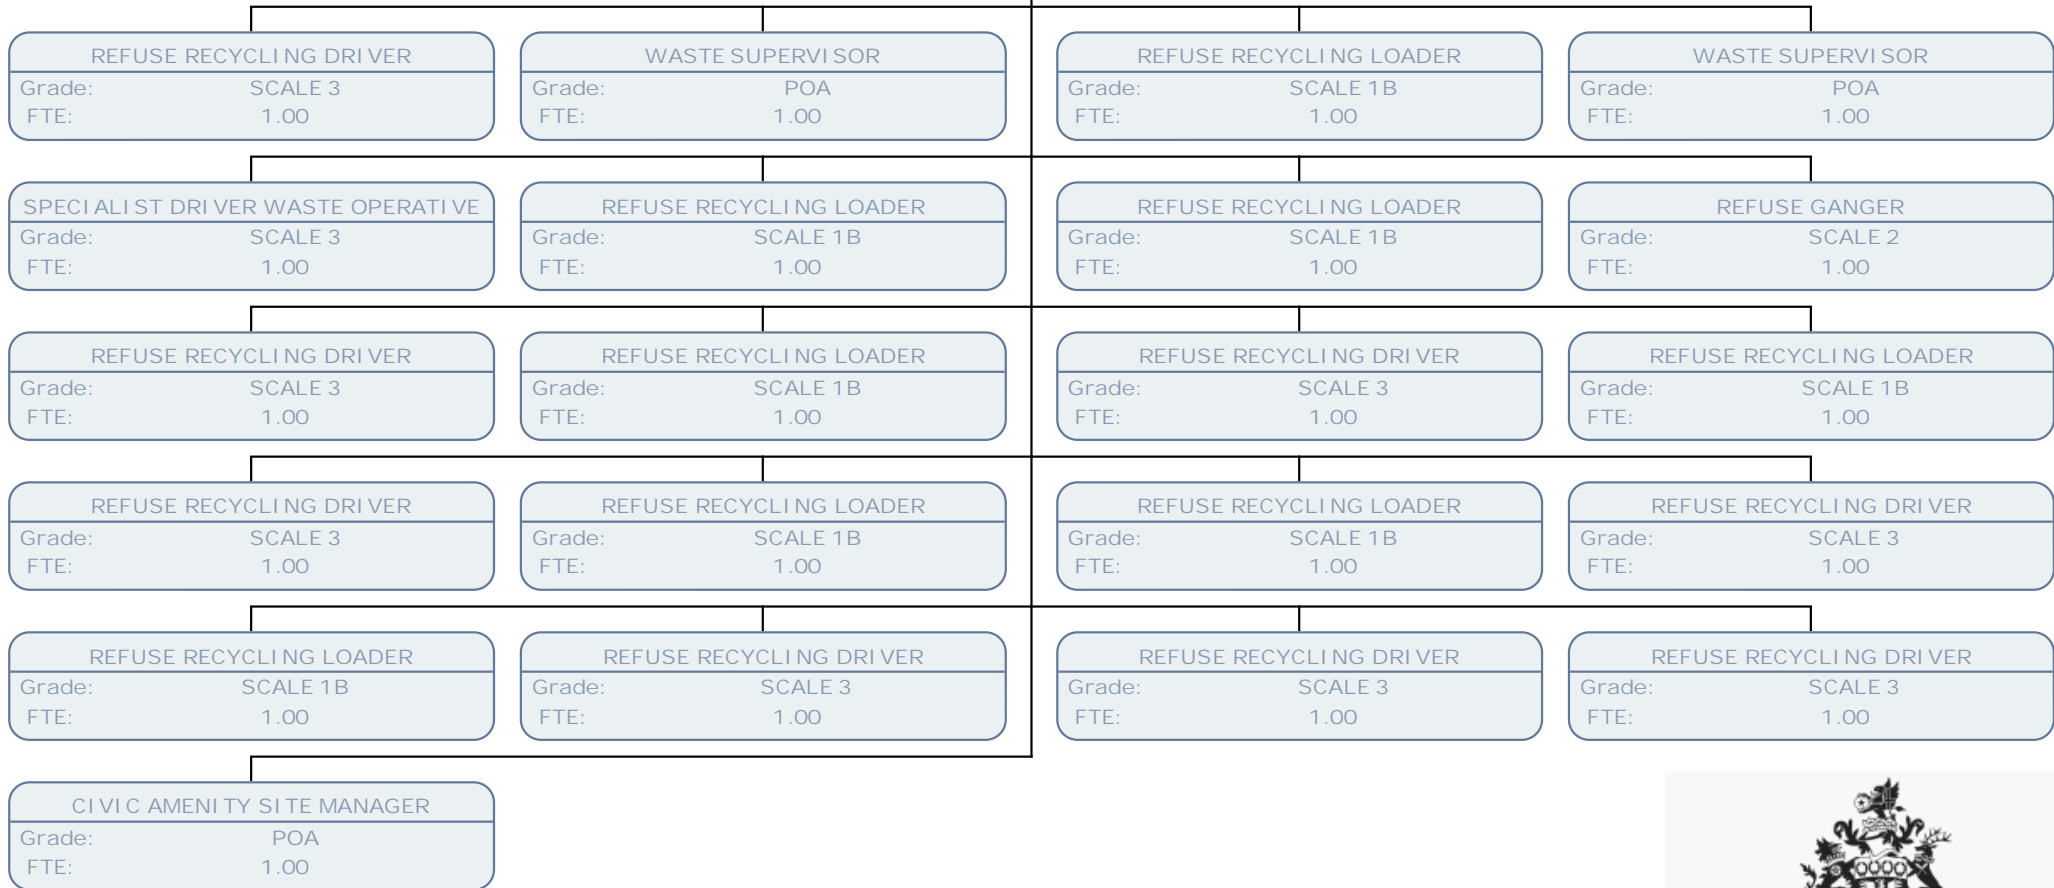 REFUSE RECYCLING DRIVER
Grade: SCALE 3
FTE: 1.00
WASTE SUPERVISOR
Grade: POA
FTE: 1.00
REFUSE RECYCLING LOADER
Grade: SCALE 1B
FTE: 1.00
WASTE SUPERVISOR
Grade: POA
FTE: 1.00
SPECIALIST DRIVER WASTE OPERATIVE
Grade: SCALE 3
FTE: 1.00
REFUSE RECYCLING LOADER
Grade: SCALE 1B
FTE: 1.00
REFUSE RECYCLING LOADER
Grade: SCALE 1B
FTE: 1.00
REFUSE GANGER
Grade: SCALE 2
FTE: 1.00
REFUSE RECYCLING DRIVER
Grade: SCALE 3
FTE: 1.00
REFUSE RECYCLING LOADER
Grade: SCALE 1B
FTE: 1.00
REFUSE RECYCLING DRIVER
Grade: SCALE 3
FTE: 1.00
REFUSE RECYCLING LOADER
Grade: SCALE 1B
FTE: 1.00
REFUSE RECYCLING DRIVER
Grade: SCALE 3
FTE: 1.00
REFUSE RECYCLING LOADER
Grade: SCALE 1B
FTE: 1.00
REFUSE RECYCLING LOADER
Grade: SCALE 1B
FTE: 1.00
REFUSE RECYCLING DRIVER
Grade: SCALE 3
FTE: 1.00
REFUSE RECYCLING LOADER
Grade: SCALE 1B
FTE: 1.00
REFUSE RECYCLING DRIVER
Grade: SCALE 3
FTE: 1.00
REFUSE RECYCLING DRIVER
Grade: SCALE 3
FTE: 1.00
REFUSE RECYCLING DRIVER
Grade: SCALE 3
FTE: 1.00
CIVIC AMENITY SITE MANAGER
Grade: POA
FTE: 1.00